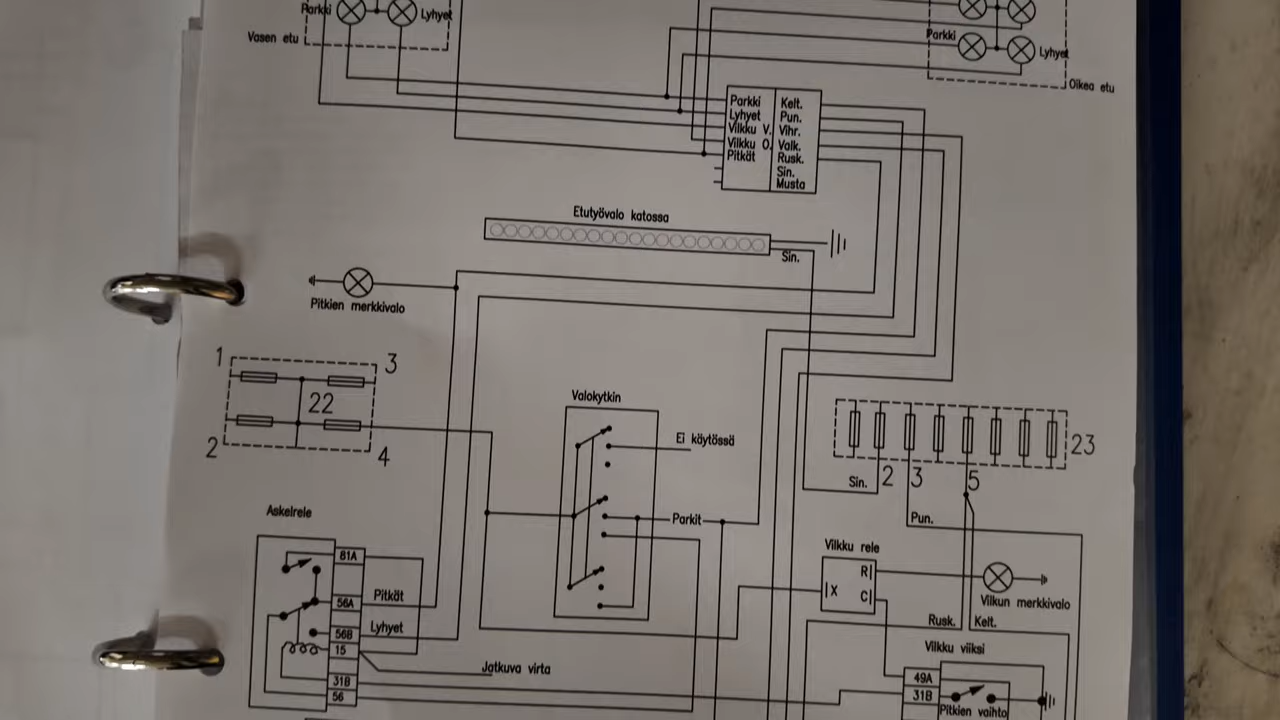 Parkki
Lyhyet
Vasen etu
Parkki
Lyhyet
Oikea etu
Parkki Kelt.
Lyhyet Pun.
Vilkku V. Vihr.
Vilkku O. Valk.
Pitkät Rusk.
Sin.
Musta
Etutyövalo katossa
Sin.
Pitkien merkkivalo
1
3
22
2
4
Valokytkin
Ei käytössä
Parkit
23
Sin.
2
3
5
Pun.
Askelrele
81A
56A
Pitkät
56B
Lyhyet
15
Jatkuva virta
31B
56
Vilkku rele
R
X
C
Vilkun merkkivalo
Rusk.
Kelt.
Vilkku viiksi
49A
31B
Pitkien vaihto